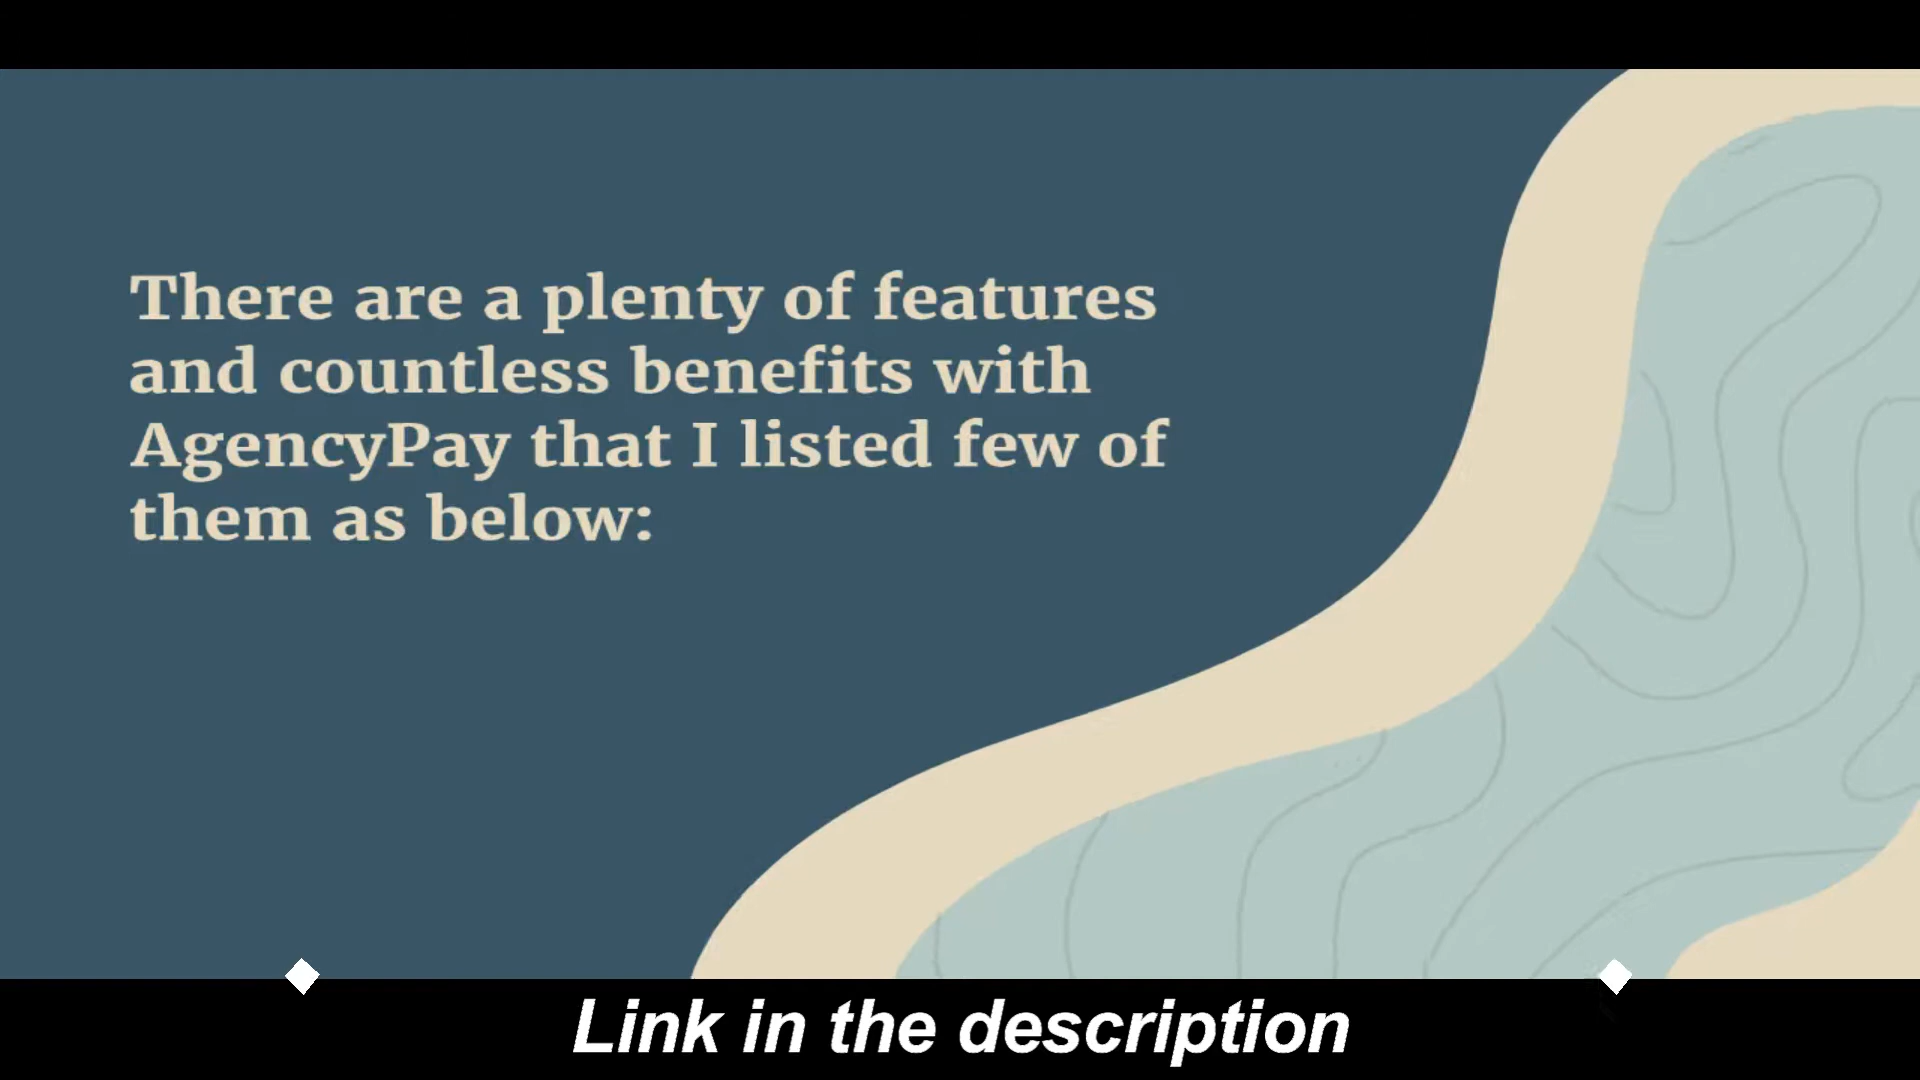 There are a plenty of features
and countless benefits with
AgencyPay that I listed few of
them as below:
Link in the description